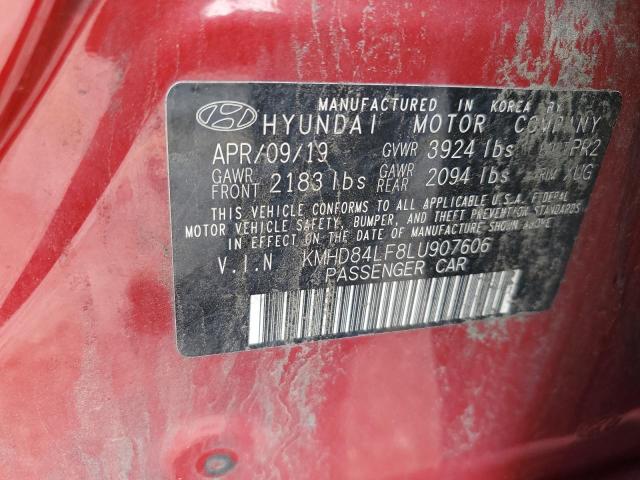 MANUFACTURED IN KOREA BY
HYUNDAI MOTOR COMPANY
APR/09/19 GVWR 3924 lbs PR2
GAWR FRONT 2183 lbs GAWR REAR 2094 lbs
THIS VEHICLE CONFORMS TO ALL APPLICABLE U.S.A. FEDERAL
MOTOR VEHICLE SAFETY, BUMPER, AND THEFT PREVENTION STANDARDS
IN EFFECT ON THE DATE OF MANUFACTURE SHOWN ABOVE.
V.I.N KMHD84LF8LU907606
PASSENGER CAR